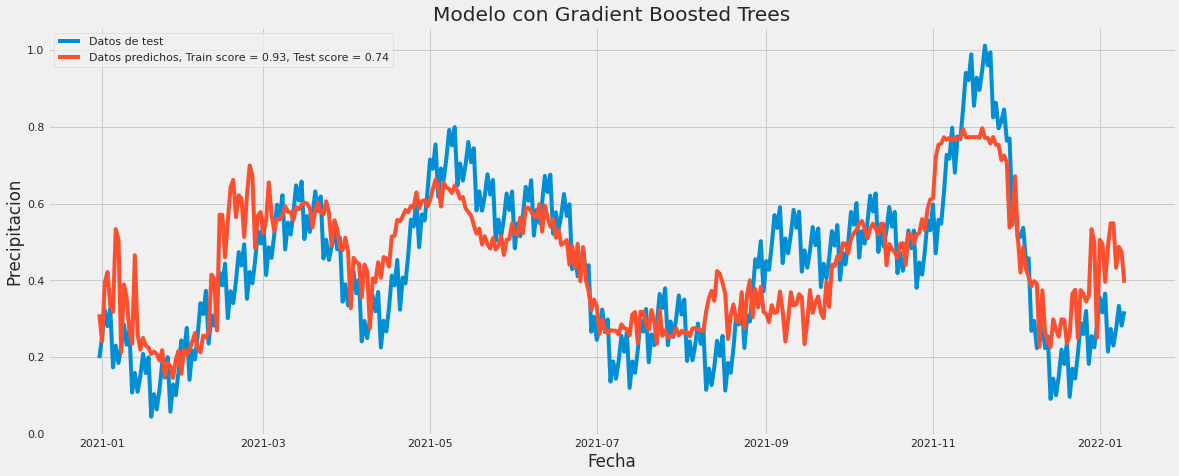 Modelo con Gradient Boosted Trees
Datos de test
Datos predichos, Train score = 0.93, Test score = 0.74
Precipitacion
1.0
0.8
0.6
0.4
0.2
0.0
2021-01
2021-03
2021-05
2021-07
2021-09
2021-11
2022-01
Fecha